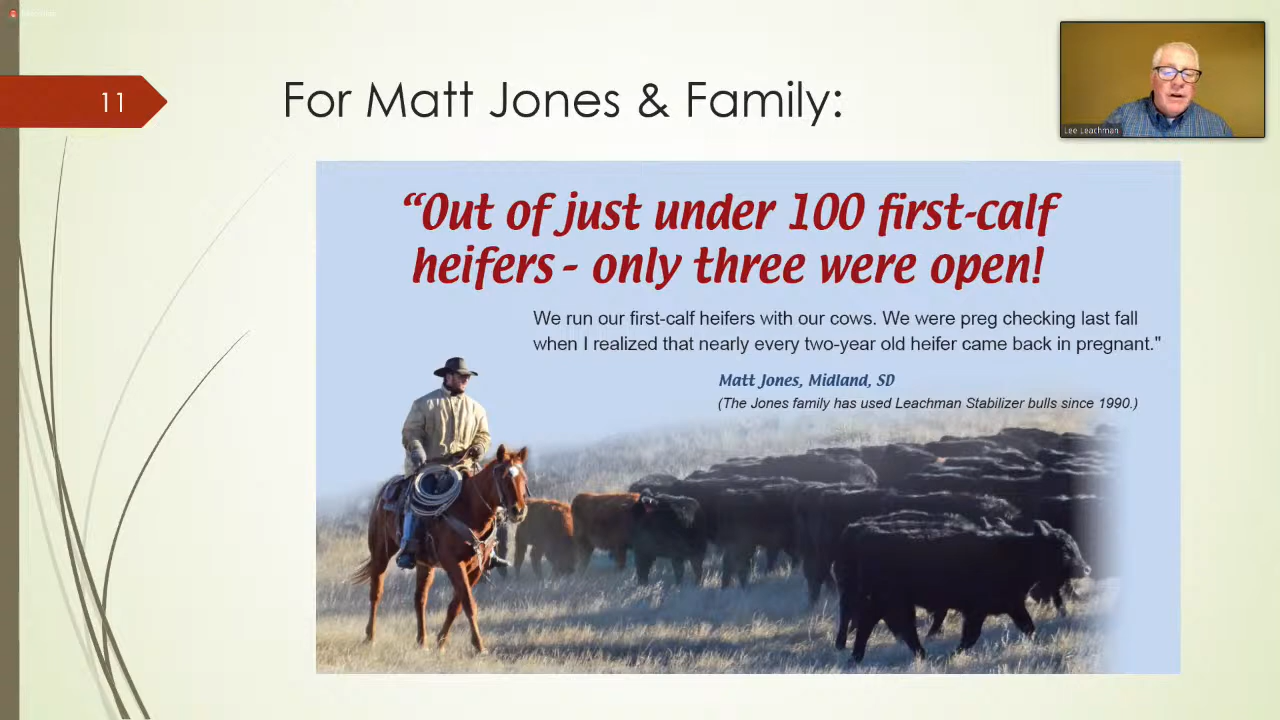 11
For Matt Jones & Family:
Lee Leachman
“Out of just under 100 first-calf
heifers - only three were open!
We run our first-calf heifers with our cows. We were preg checking last fall
when I realized that nearly every two-year old heifer came back in pregnant."
Matt Jones, Midland, SD
(The Jones family has used Leachman Stabilizer bulls since 1990.)